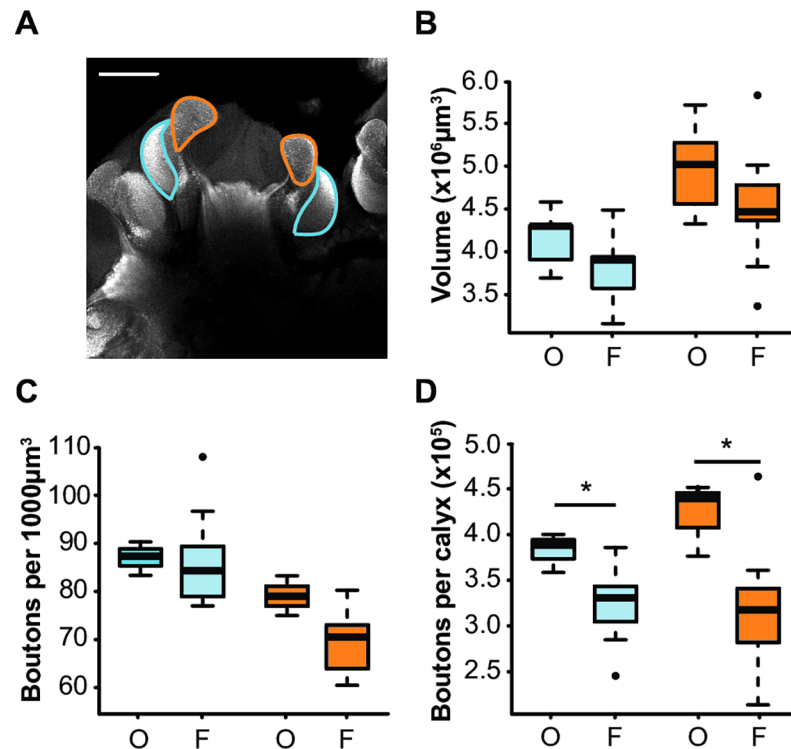 A
B
Volume (x10⁶µm³)
6.0
5.5
5.0
4.5
4.0
3.5
O
F
O
F
C
Boutons per 1000µm³
110
100
90
80
70
60
O
F
O
F
D
Boutons per calyx (x10⁵)
5.0
4.5
4.0
3.5
3.0
2.5
*
*
O
F
O
F